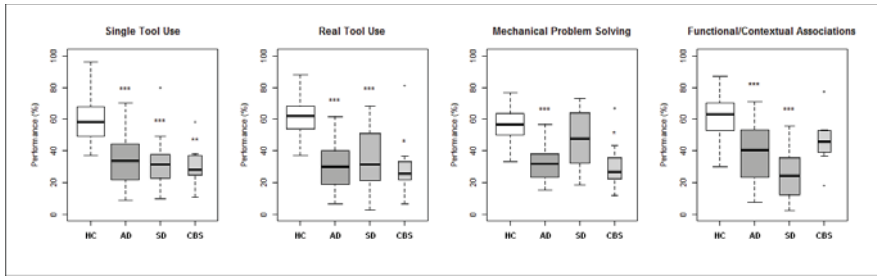 Single Tool Use
Performance (%)
100
80
60
40
20
0
***
***
**
HC AD SD CBS
Real Tool Use
Performance (%)
100
80
60
40
20
0
***
***
*
HC AD SD CBS
Mechanical Problem Solving
Performance (%)
100
80
60
40
20
0
***
*
HC AD SD CBS
Functional/Contextual Associations
Performance (%)
100
80
60
40
20
0
***
***
HC AD SD CBS